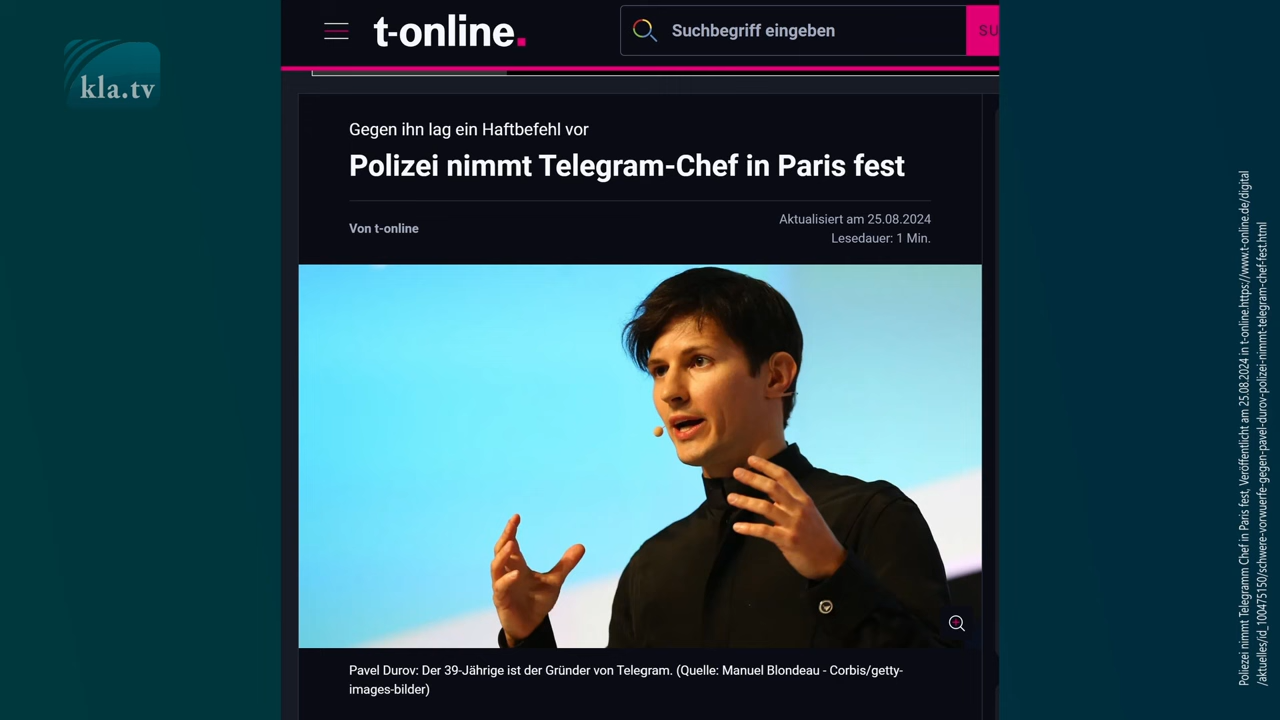 kla.tv
t-online.
Suchbegriff eingeben
SU
Gegen ihn lag ein Haftbefehl vor
Polizei nimmt Telegram-Chef in Paris fest
Von t-online
Aktualisiert am 25.08.2024
Lesedauer: 1 Min.
Pavel Durov: Der 39-Jährige ist der Gründer von Telegram. (Quelle: Manuel Blondeau - Corbis/getty-
images-bilder)
Poliezei nimmt Telegramm Chef in Paris fest, Veröffentlicht am 25.08.2024 in t-online.https://www.t-online.de/digital
/aktuelles/id_100475150/schwere-vorwuerfe-gegen-pavel-durov-polizei-nimmt-telegram-chef-fest.html